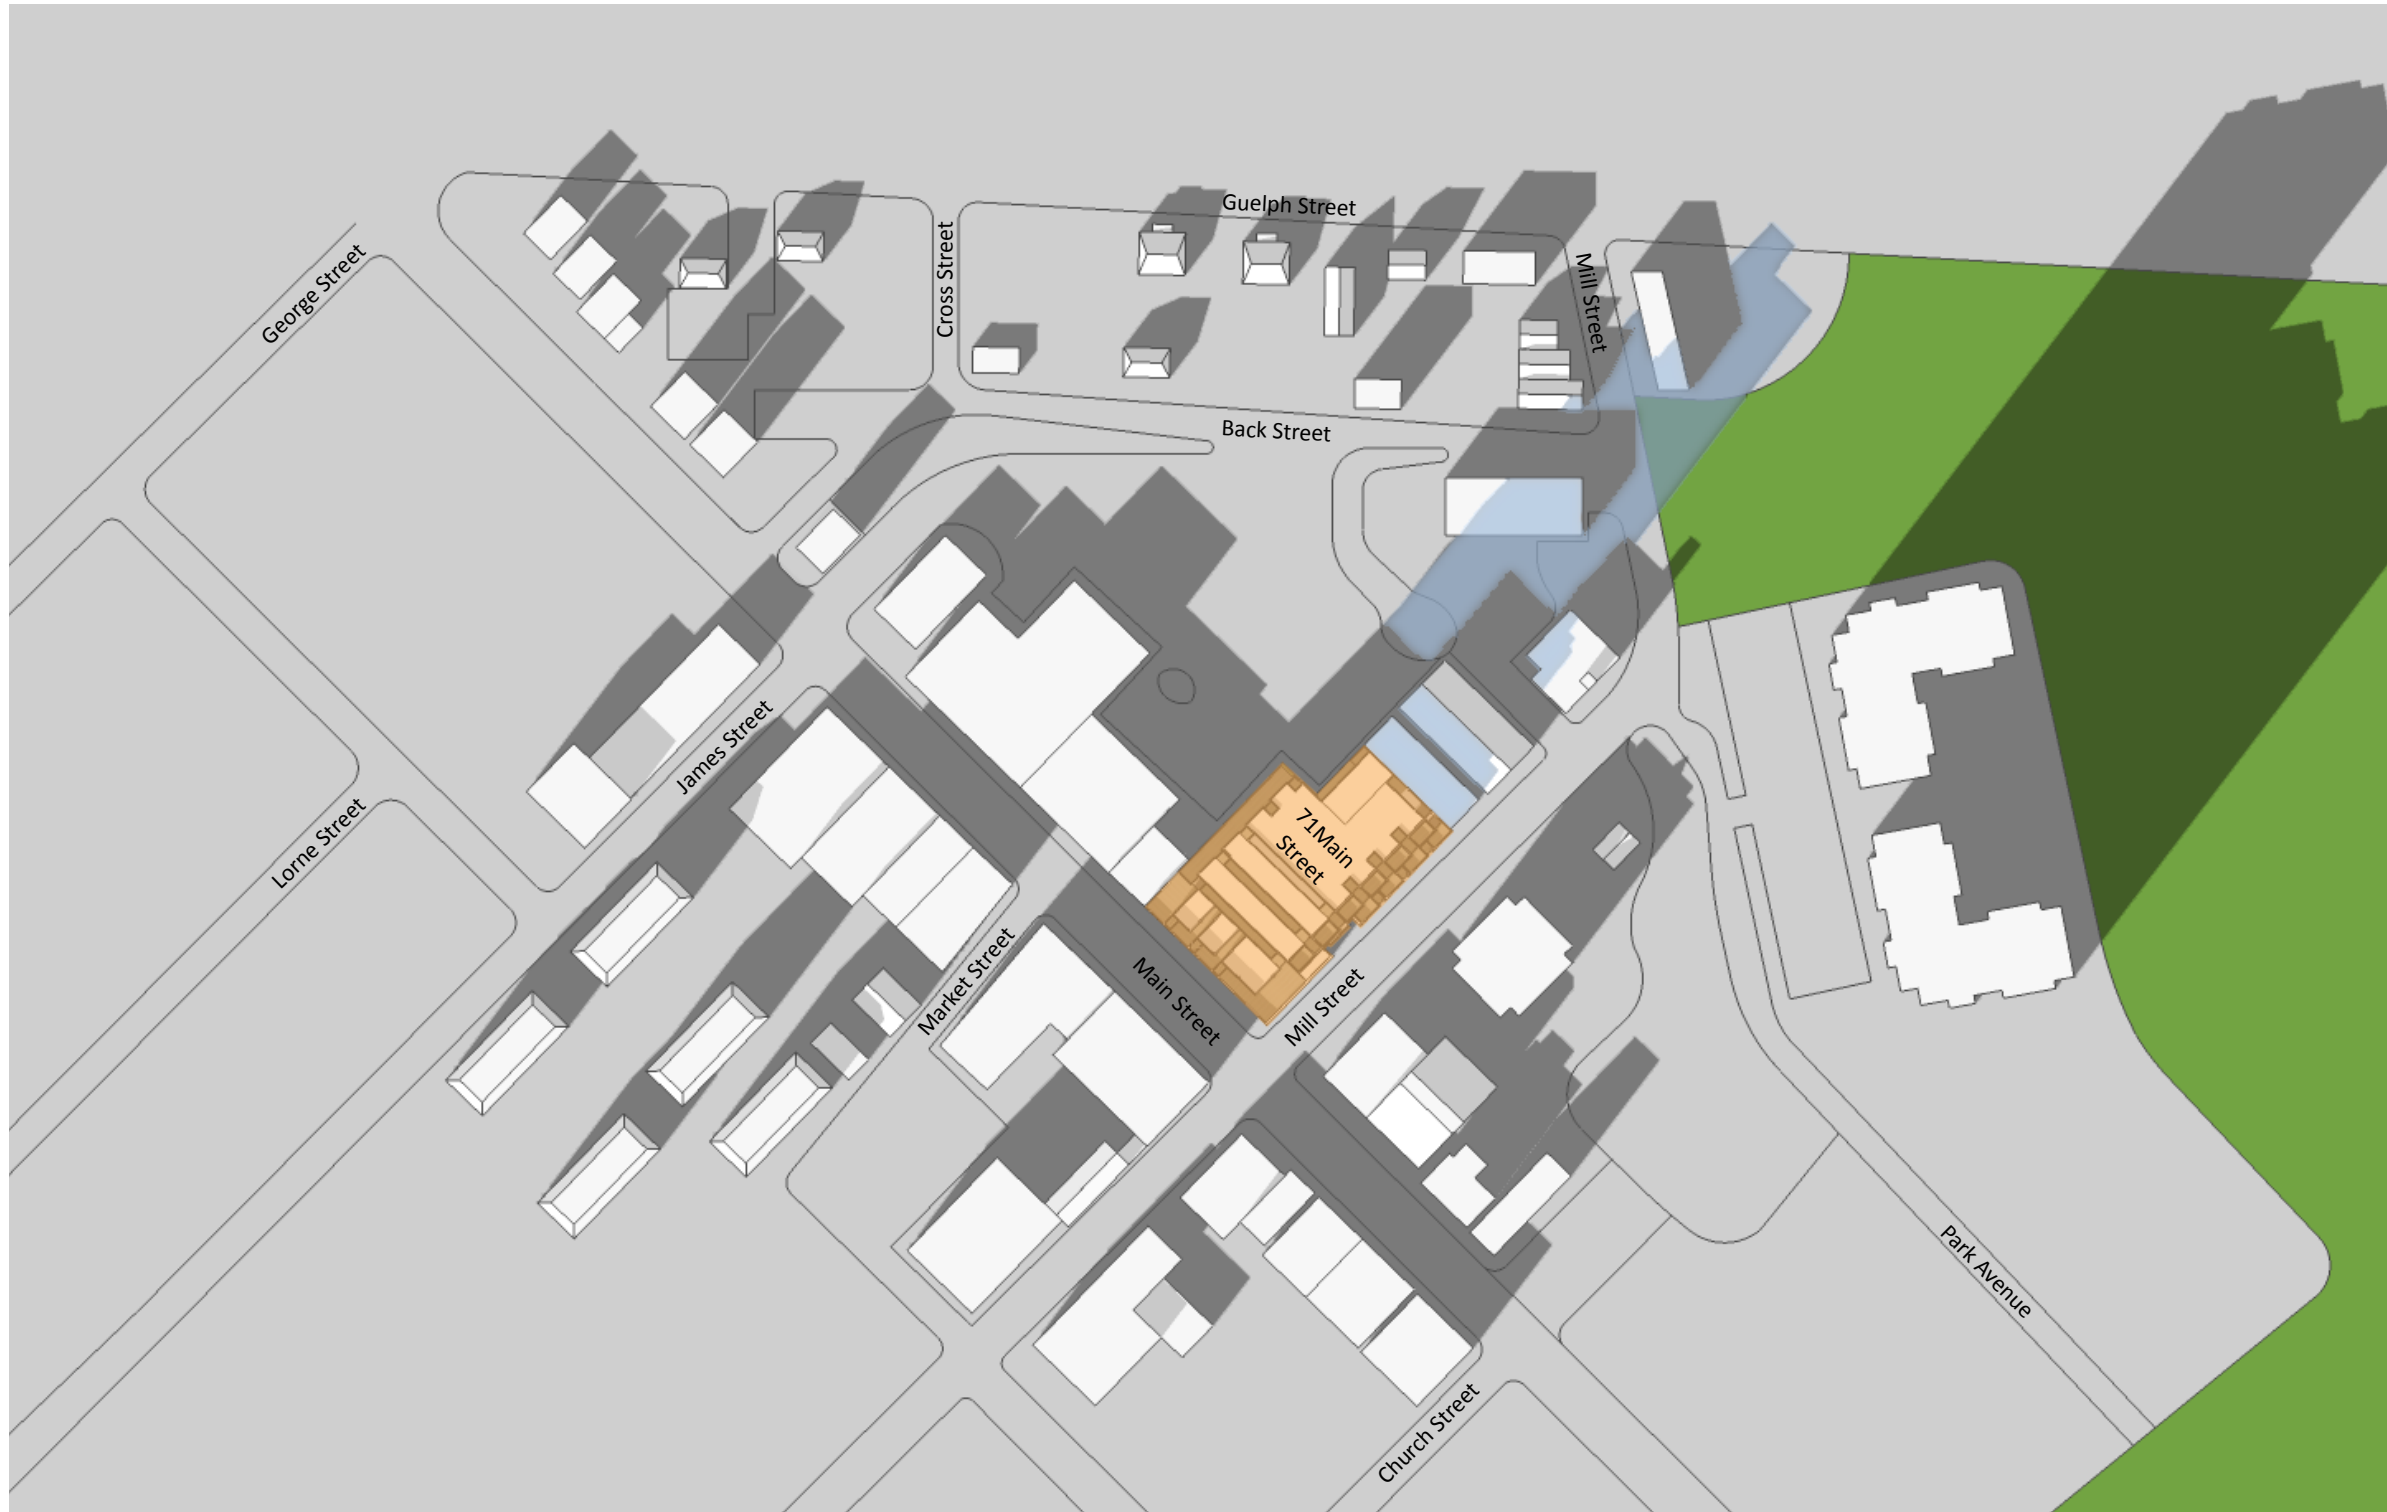 Guelph Street
George Street
Cross Street
Mill Street
Back Street
James Street
Lorne Street
71Main
Street
Market Street
Main Street
Mill Street
Park Avenue
Church Street